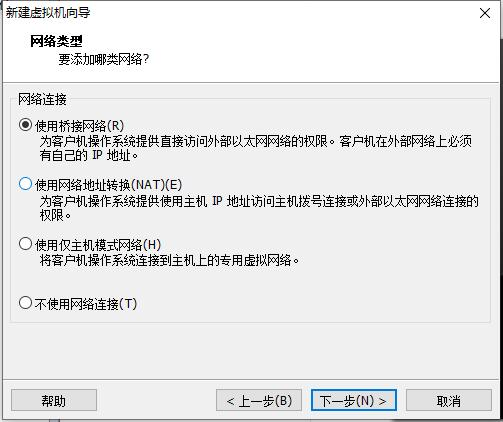 新建虚拟机向导
网络类型
要添加哪类网络?
网络连接
使用桥接网络(R)
为客户机操作系统提供直接访问外部以太网网络的权限。客户机在外部网络上必须
有自己的 IP 地址。
使用网络地址转换(NAT)(E)
为客户机操作系统提供使用主机 IP 地址访问主机拨号连接或外部以太网网络连接的
权限。
使用仅主机模式网络(H)
将客户机操作系统连接到主机上的专用虚拟网络。
不使用网络连接(T)
帮助
< 上一步(B)
下一步(N) >
取消